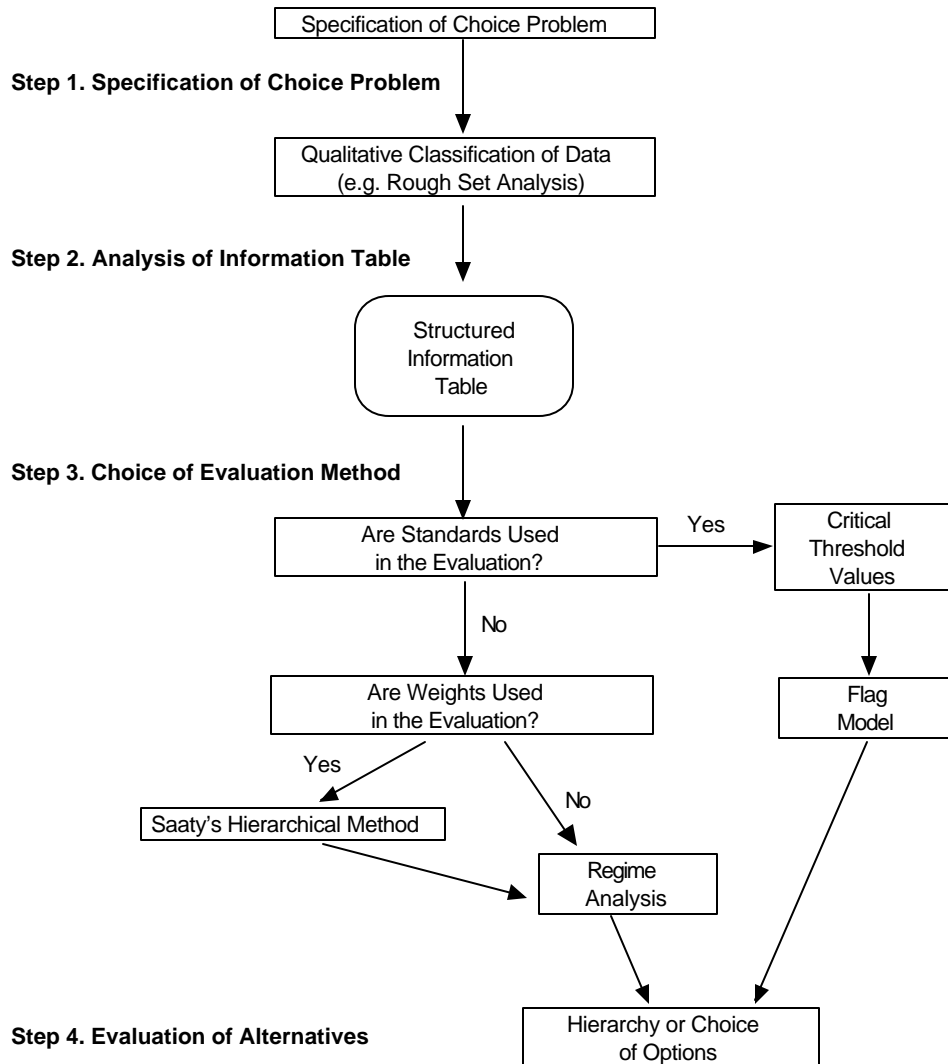 Specification of Choice Problem
Step 1. Specification of Choice Problem
Qualitative Classification of Data
(e.g. Rough Set Analysis)
Step 2. Analysis of Information Table
Structured
Information
Table
Step 3. Choice of Evaluation Method
Are Standards Used
in the Evaluation?
Yes
Critical
Threshold
Values
No
Are Weights Used
in the Evaluation?
Flag
Model
Yes
No
Saaty's Hierarchical Method
Regime
Analysis
Step 4. Evaluation of Alternatives
Hierarchy or Choice
of Options